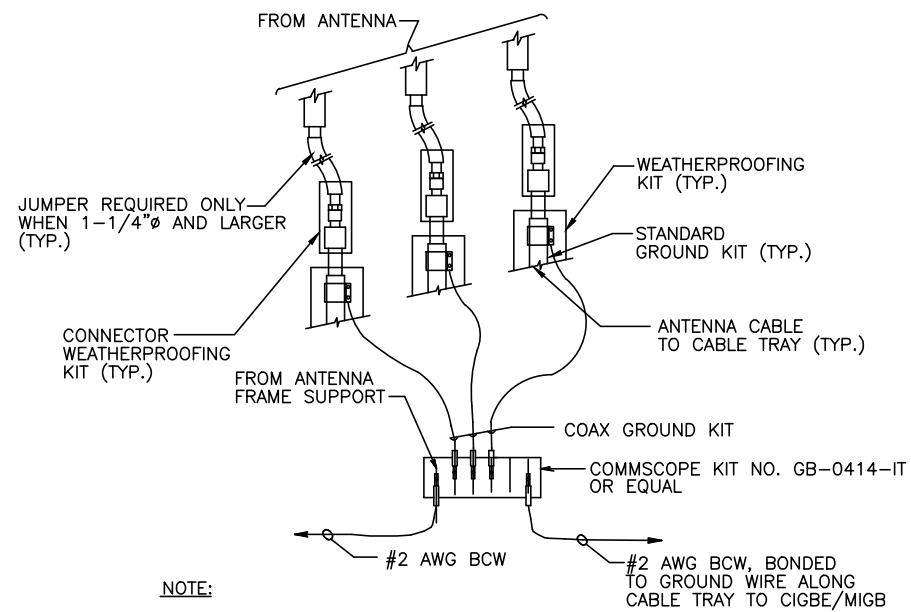 FROM ANTENNA
JUMPER REQUIRED ONLY
WHEN 1-1/4"ø AND LARGER
(TYP.)
WEATHERPROOFING
KIT (TYP.)
STANDARD
GROUND KIT (TYP.)
CONNECTOR
WEATHERPROOFING
KIT (TYP.)
ANTENNA CABLE
TO CABLE TRAY (TYP.)
FROM ANTENNA
FRAME SUPPORT
COAX GROUND KIT
COMMSCOPE KIT NO. GB-0414-IT
OR EQUAL
#2 AWG BCW
#2 AWG BCW, BONDED
TO GROUND WIRE ALONG
CABLE TRAY TO CIGBE/MIGB
NOTE: